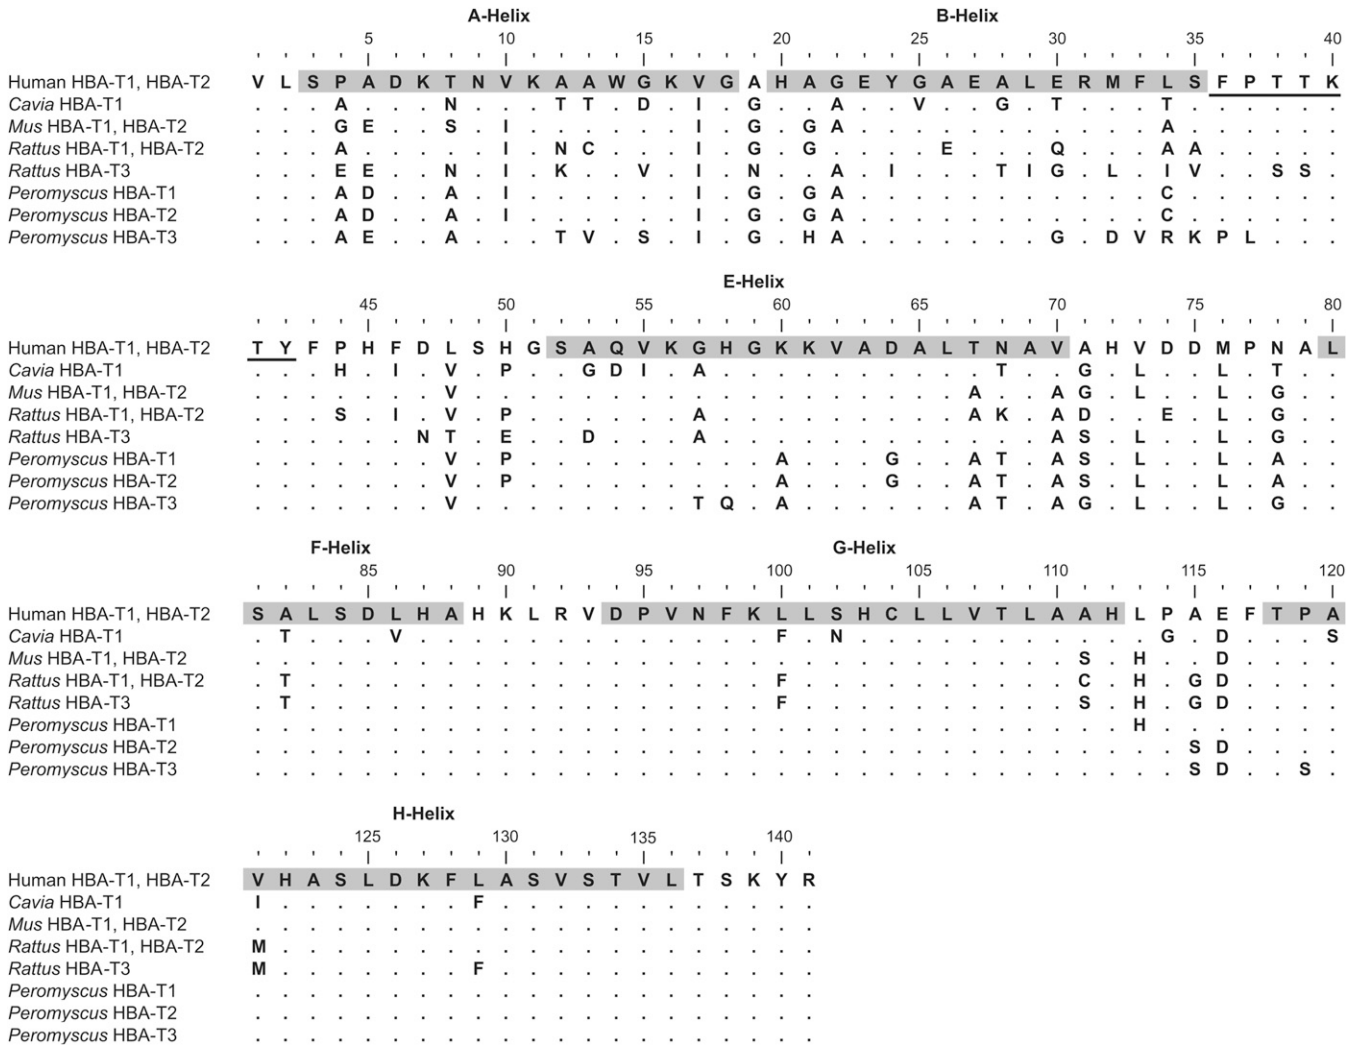 A-Helix B-Helix
5 10 15 20 25 30 35 40
Human HBA-T1, HBA-T2 V L S P A D K T N V K A A W G K V G A H A G E Y G A E A L E R M F L S F P T T K
Cavia HBA-T1 . . . A . . . N . . . T T . D . I . G . . A . . V . . G . T . . . T . . . . . .
Mus HBA-T1, HBA-T2 . . . G E . . S . I . . . . . . I . G . G A . . . . . . . . . . . A . . . . . .
Rattus HBA-T1, HBA-T2 . . . A . . . . . I . N C . . . I . G . G . . . . E . . . Q . . . A A . . . . .
Rattus HBA-T3 . . . E E . . N . I . K . . V . I . N . . A . I . . . T I G . L . I V . . S S .
Peromyscus HBA-T1 . . . A D . . A . I . . . . . . I . G . G A . . . . . . . . . . . C . . . . . .
Peromyscus HBA-T2 . . . A D . . A . I . . . . . . I . G . G A . . . . . . . . . . . C . . . . . .
Peromyscus HBA-T3 . . . A E . . A . . . T V . S . I . G . H A . . . . . . . G . D V R K P L . . .
E-Helix
45 50 55 60 65 70 75 80
Human HBA-T1, HBA-T2 T Y F P H F D L S H G S A Q V K G H G K K V A D A L T N A V A H V D D M P N A L
Cavia HBA-T1 . . . H . I . V . P . . G D I . A . . . . . . . . . . T . . G . L . . L . T . .
Mus HBA-T1, HBA-T2 . . . . . . . V . . . . . . . . . . . . . . . . . . A . . A G . L . . L . G . .
Rattus HBA-T1, HBA-T2 . . . S . I . V . P . . . . . . A . . . . . . . . . A K . A D . . E . L . G . .
Rattus HBA-T3 . . . . . . N T . E . . D . . . A . . . . . . . . . . . . A S . L . . L . G . .
Peromyscus HBA-T1 . . . . . . . V . P . . . . . . . . . A . . . G . . A T . A S . L . . L . A . .
Peromyscus HBA-T2 . . . . . . . V . P . . . . . . . . . A . . . G . . A T . A S . L . . L . A . .
Peromyscus HBA-T3 . . . . . . . V . . . . . . . . T Q . A . . . . . . A T . A G . L . . L . G . .
F-Helix G-Helix
85 90 95 100 105 110 115 120
Human HBA-T1, HBA-T2 S A L S D L H A H K L R V D P V N F K L L S H C L L V T L A A H L P A E F T P A
Cavia HBA-T1 . T . . . V . . . . . . . . . . . . . F . N . . . . . . . . . . . G . D . . . S
Mus HBA-T1, HBA-T2 . . . . . . . . . . . . . . . . . . . . . . . . . . . . . . S . H . . D . . . .
Rattus HBA-T1, HBA-T2 . T . . . . . . . . . . . . . . . . . F . . . . . . . . . . C . H . G D . . . .
Rattus HBA-T3 . T . . . . . . . . . . . . . . . . . F . . . . . . . . . . S . H . G D . . . .
Peromyscus HBA-T1 . . . . . . . . . . . . . . . . . . . . . . . . . . . . . . . . H . . . . . . .
Peromyscus HBA-T2 . . . . . . . . . . . . . . . . . . . . . . . . . . . . . . . . . . S D . . . .
Peromyscus HBA-T3 . . . . . . . . . . . . . . . . . . . . . . . . . . . . . . . . . . S D . . S .
H-Helix
125 130 135 140
Human HBA-T1, HBA-T2 V H A S L D K F L A S V S T V L T S K Y R
Cavia HBA-T1 I . . . . . . . F . . . . . . . . . . . .
Mus HBA-T1, HBA-T2 . . . . . . . . . . . . . . . . . . . . .
Rattus HBA-T1, HBA-T2 M . . . . . . . . . . . . . . . . . . . .
Rattus HBA-T3 M . . . . . . . F . . . . . . . . . . . .
Peromyscus HBA-T1 . . . . . . . . . . . . . . . . . . . . .
Peromyscus HBA-T2 . . . . . . . . . . . . . . . . . . . . .
Peromyscus HBA-T3 . . . . . . . . . . . . . . . . . . . . .